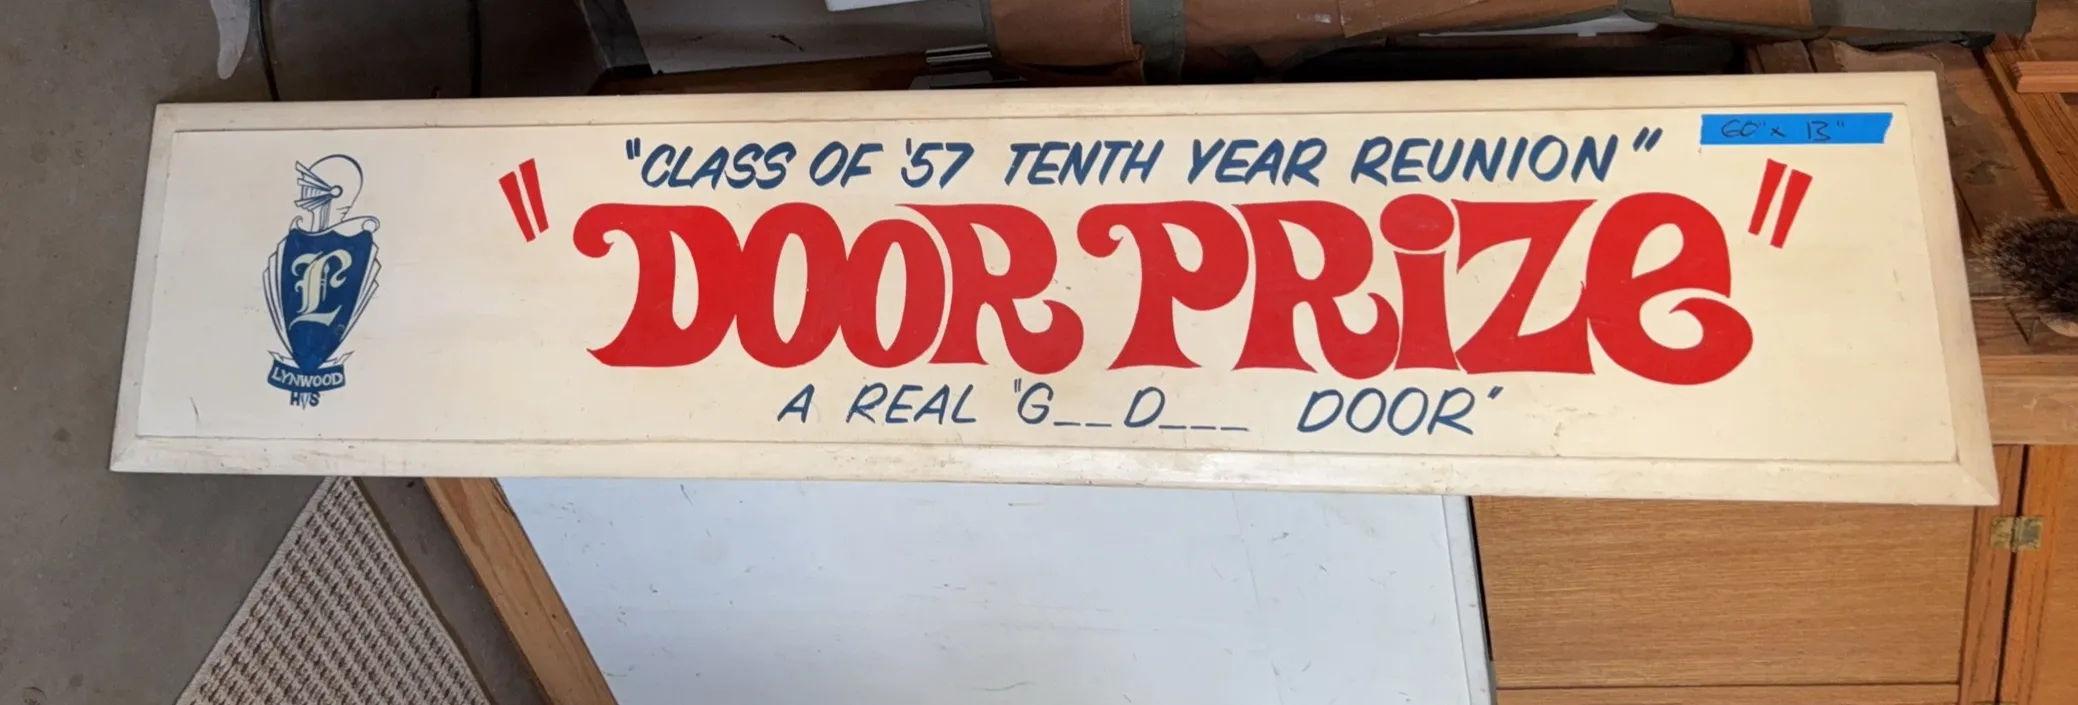 "CLASS OF '57 TENTH YEAR REUNION"
60" x 13"
"DOOR PRiZe"
A REAL "G__D___ DOOR"
L
LYNWOOD
HS